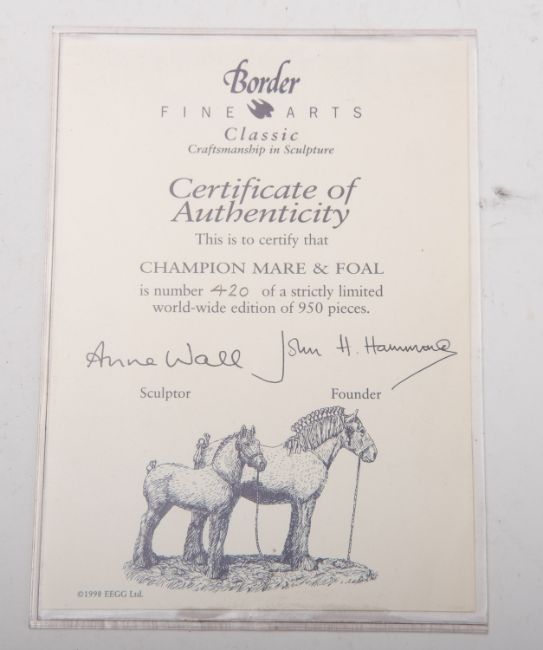 Border
FINE ARTS
Classic
Craftsmanship in Sculpture
Certificate of
Authenticity
This is to certify that
CHAMPION MARE & FOAL
is number 420 of a strictly limited
world-wide edition of 950 pieces.
Anne Wall John H. Hammond
Sculptor Founder
©1998 EEGG Ltd.